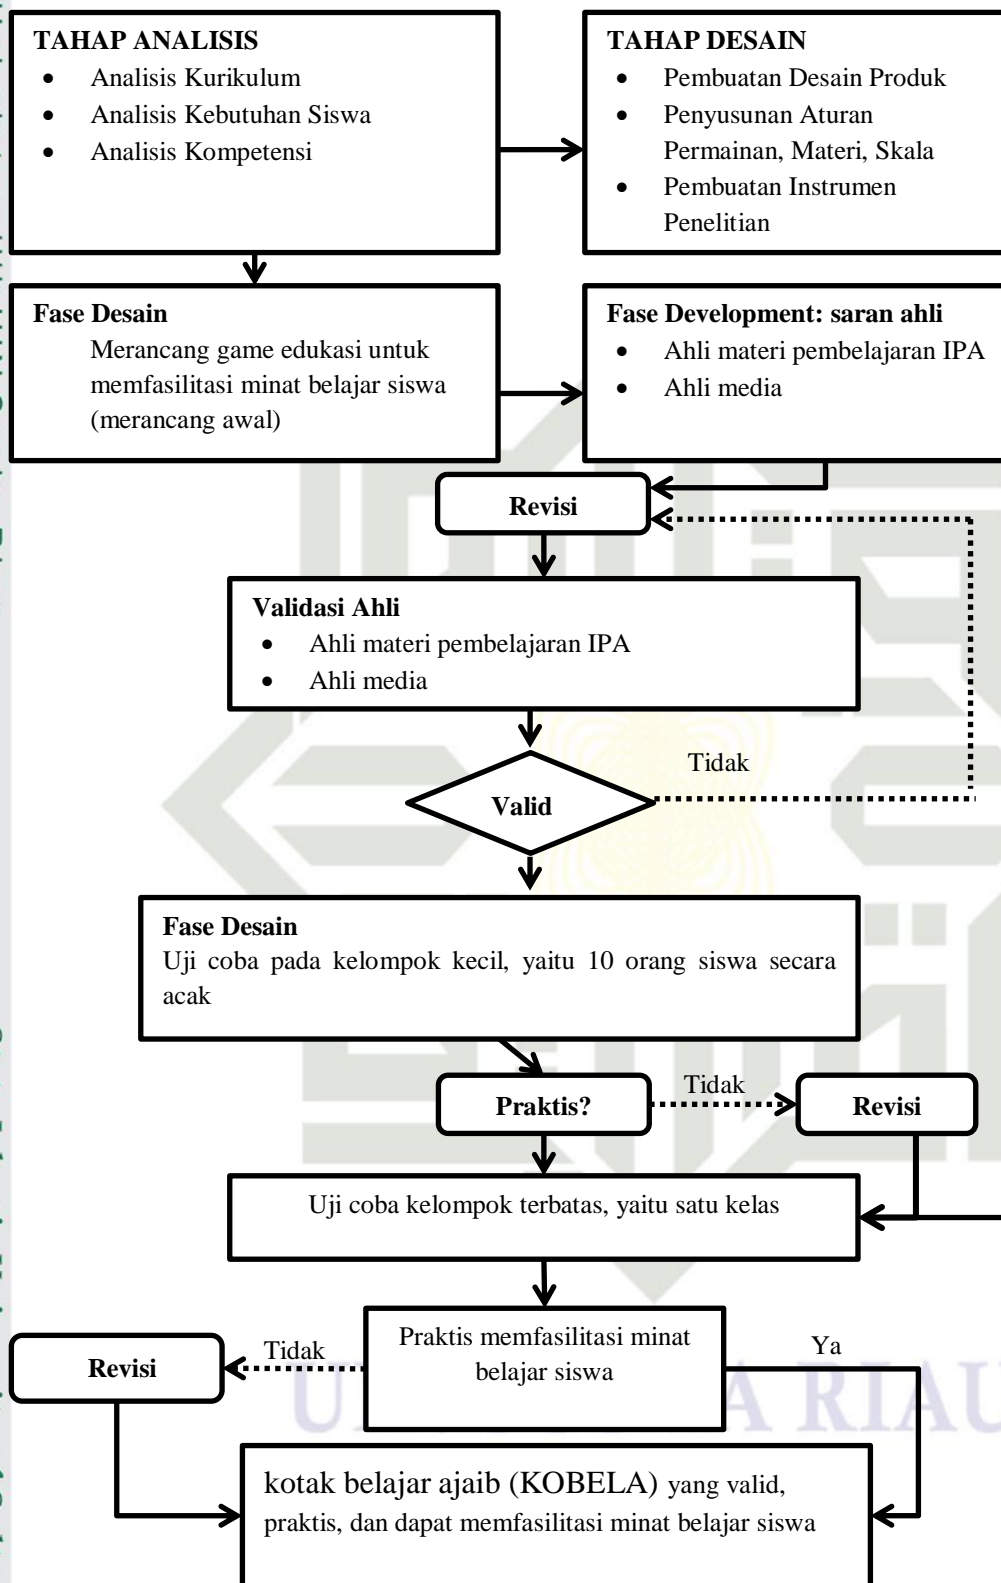 TAHAP ANALISIS
• Analisis Kurikulum
• Analisis Kebutuhan Siswa
• Analisis Kompetensi
TAHAP DESAIN
• Pembuatan Desain Produk
• Penyusunan Aturan
Permainan, Materi, Skala
• Pembuatan Instrumen
Penelitian
Fase Desain
Merancang game edukasi untuk
memfasilitasi minat belajar siswa
(merancang awal)
Fase Development: saran ahli
• Ahli materi pembelajaran IPA
• Ahli media
Revisi
Validasi Ahli
• Ahli materi pembelajaran IPA
• Ahli media
Tidak
Valid
Fase Desain
Uji coba pada kelompok kecil, yaitu 10 orang siswa secara
acak
Praktis?
Tidak
Revisi
Uji coba kelompok terbatas, yaitu satu kelas
Praktis memfasilitasi minat
belajar siswa
Tidak
Revisi
Ya
RIAU
kotak belajar ajaib (KOBELA) yang valid,
praktis, dan dapat memfasilitasi minat belajar siswa